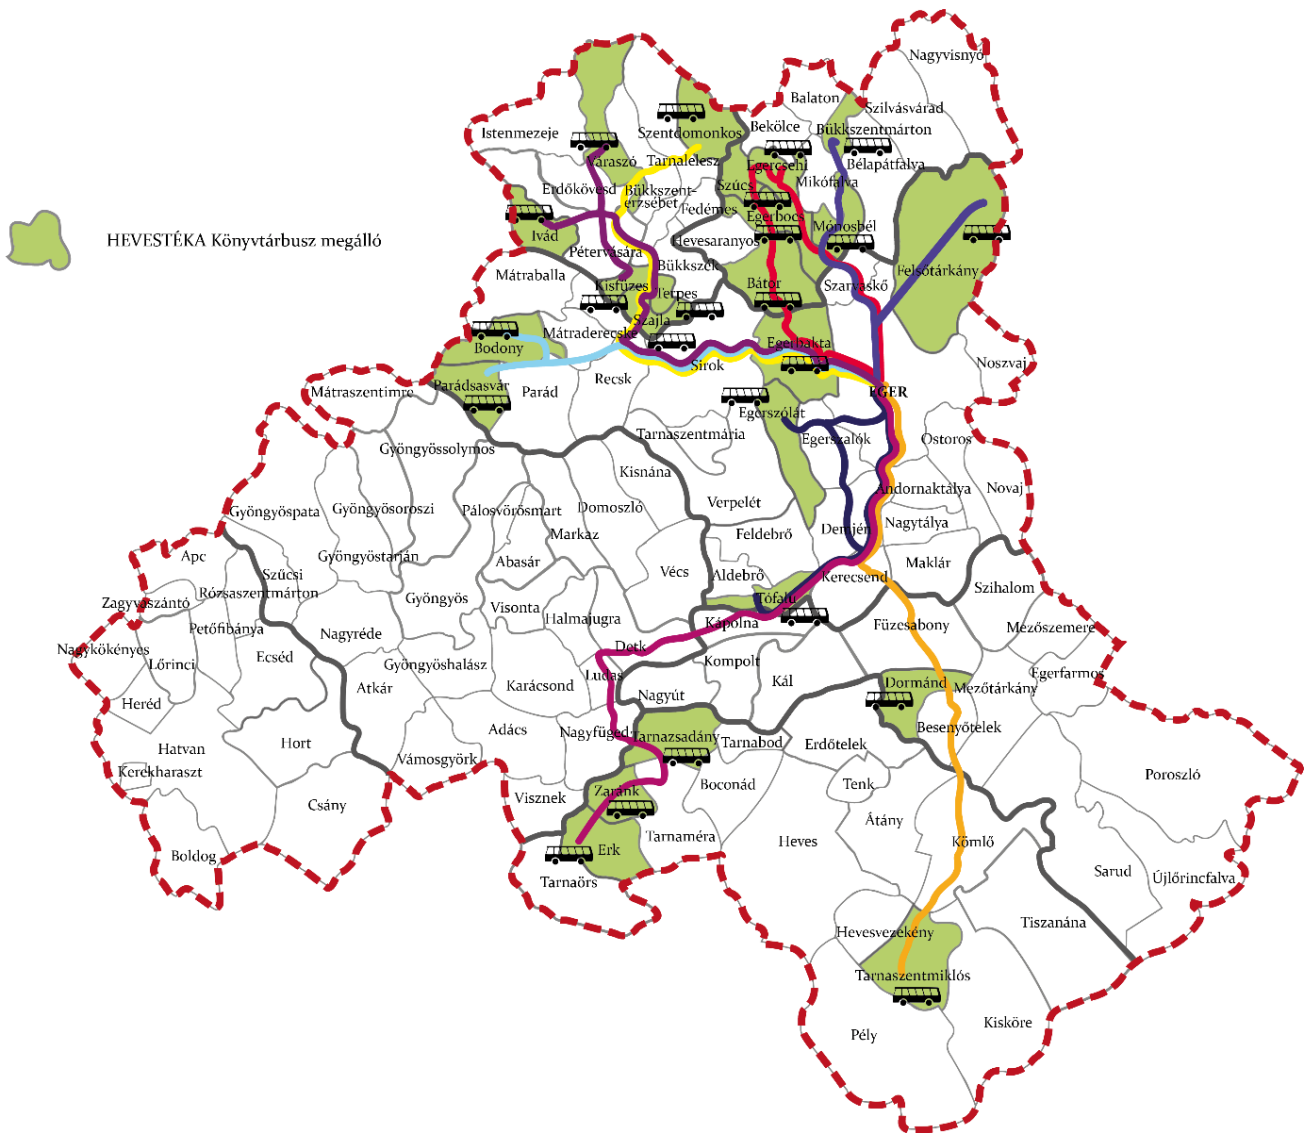 Nagyvisnyó
Balaton
Szilvásvárad
Istenmezeje
Szentdomonkos
Bekölce
Bükkszentmárton
Váraszó
Tarnalelesz
Egercsehi
Bélapátfalva
Erdőkövesd
Bükkszent-
erzsébet
Szúcs
Mikófalva
Fedémes
Egerbocs
Mónosbél
Ivád
HEVESTÉKA Könyvtárbusz megálló
Hevesaranyos
Pétervására
Bükkszék
Mátraballa
Felsőtárkány
Kisfüzes
Terpes
Bátor
Szarvaskő
Szajla
Mátraderecske
Bodony
Egerbakta
Sirok
Noszvaj
Parádsasvár
Parád
Recsk
Mátraszentimre
EGER
Egerszólát
Tarnaszentmária
Egerszalók
Ostoros
Gyöngyössolymos
Kisnána
Andornaktálya
Novaj
Verpelét
Gyöngyöspata
Gyöngyösoroszi
Pálosvörösmart
Domoszló
Nagytálya
Demjén
Feldebrő
Markaz
Apc
Gyöngyöstarján
Abasár
Maklár
Szűcsi
Vécs
Aldebrő
Kerecsend
Szihalom
Rózsaszentmárton
Zagyvaszántó
Gyöngyös
Visonta
Tófalu
Halmajugra
Kápolna
Füzesabony
Mezőszemere
Petőfibánya
Nagyréde
Nagykökényes
Detk
Ecséd
Lőrinci
Gyöngyöshalász
Kompolt
Ludas
Kál
Egerfarmos
Atkár
Karácsond
Dormánd
Mezőtárkány
Heréd
Nagyút
Adács
Nagyfüged
Tarnazsadány
Besenyőtelek
Hort
Hatvan
Tarnabod
Erdőtelek
Vámosgyörk
Kerekharaszt
Poroszló
Boconád
Tenk
Visznek
Zaránk
Csány
Átány
Tarnaméra
Heves
Kömlő
Erk
Boldog
Sarud
Újlőrincfalva
Tarnaörs
Tiszanána
Hevesvezekény
Tarnaszentmiklós
Kisköre
Pély